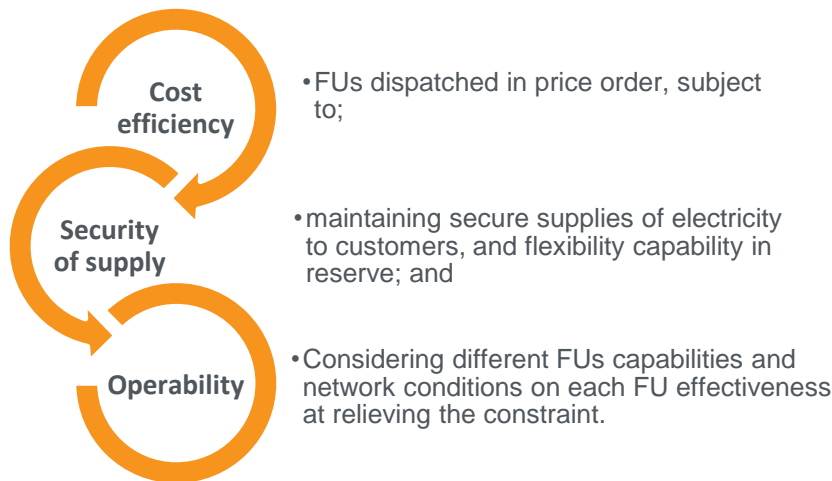 Cost
efficiency
•FUs dispatched in price order, subject
to;
Security
of supply
•maintaining secure supplies of electricity
to customers, and flexibility capability in
reserve; and
Operability
•Considering different FUs capabilities and
network conditions on each FU effectiveness
at relieving the constraint.